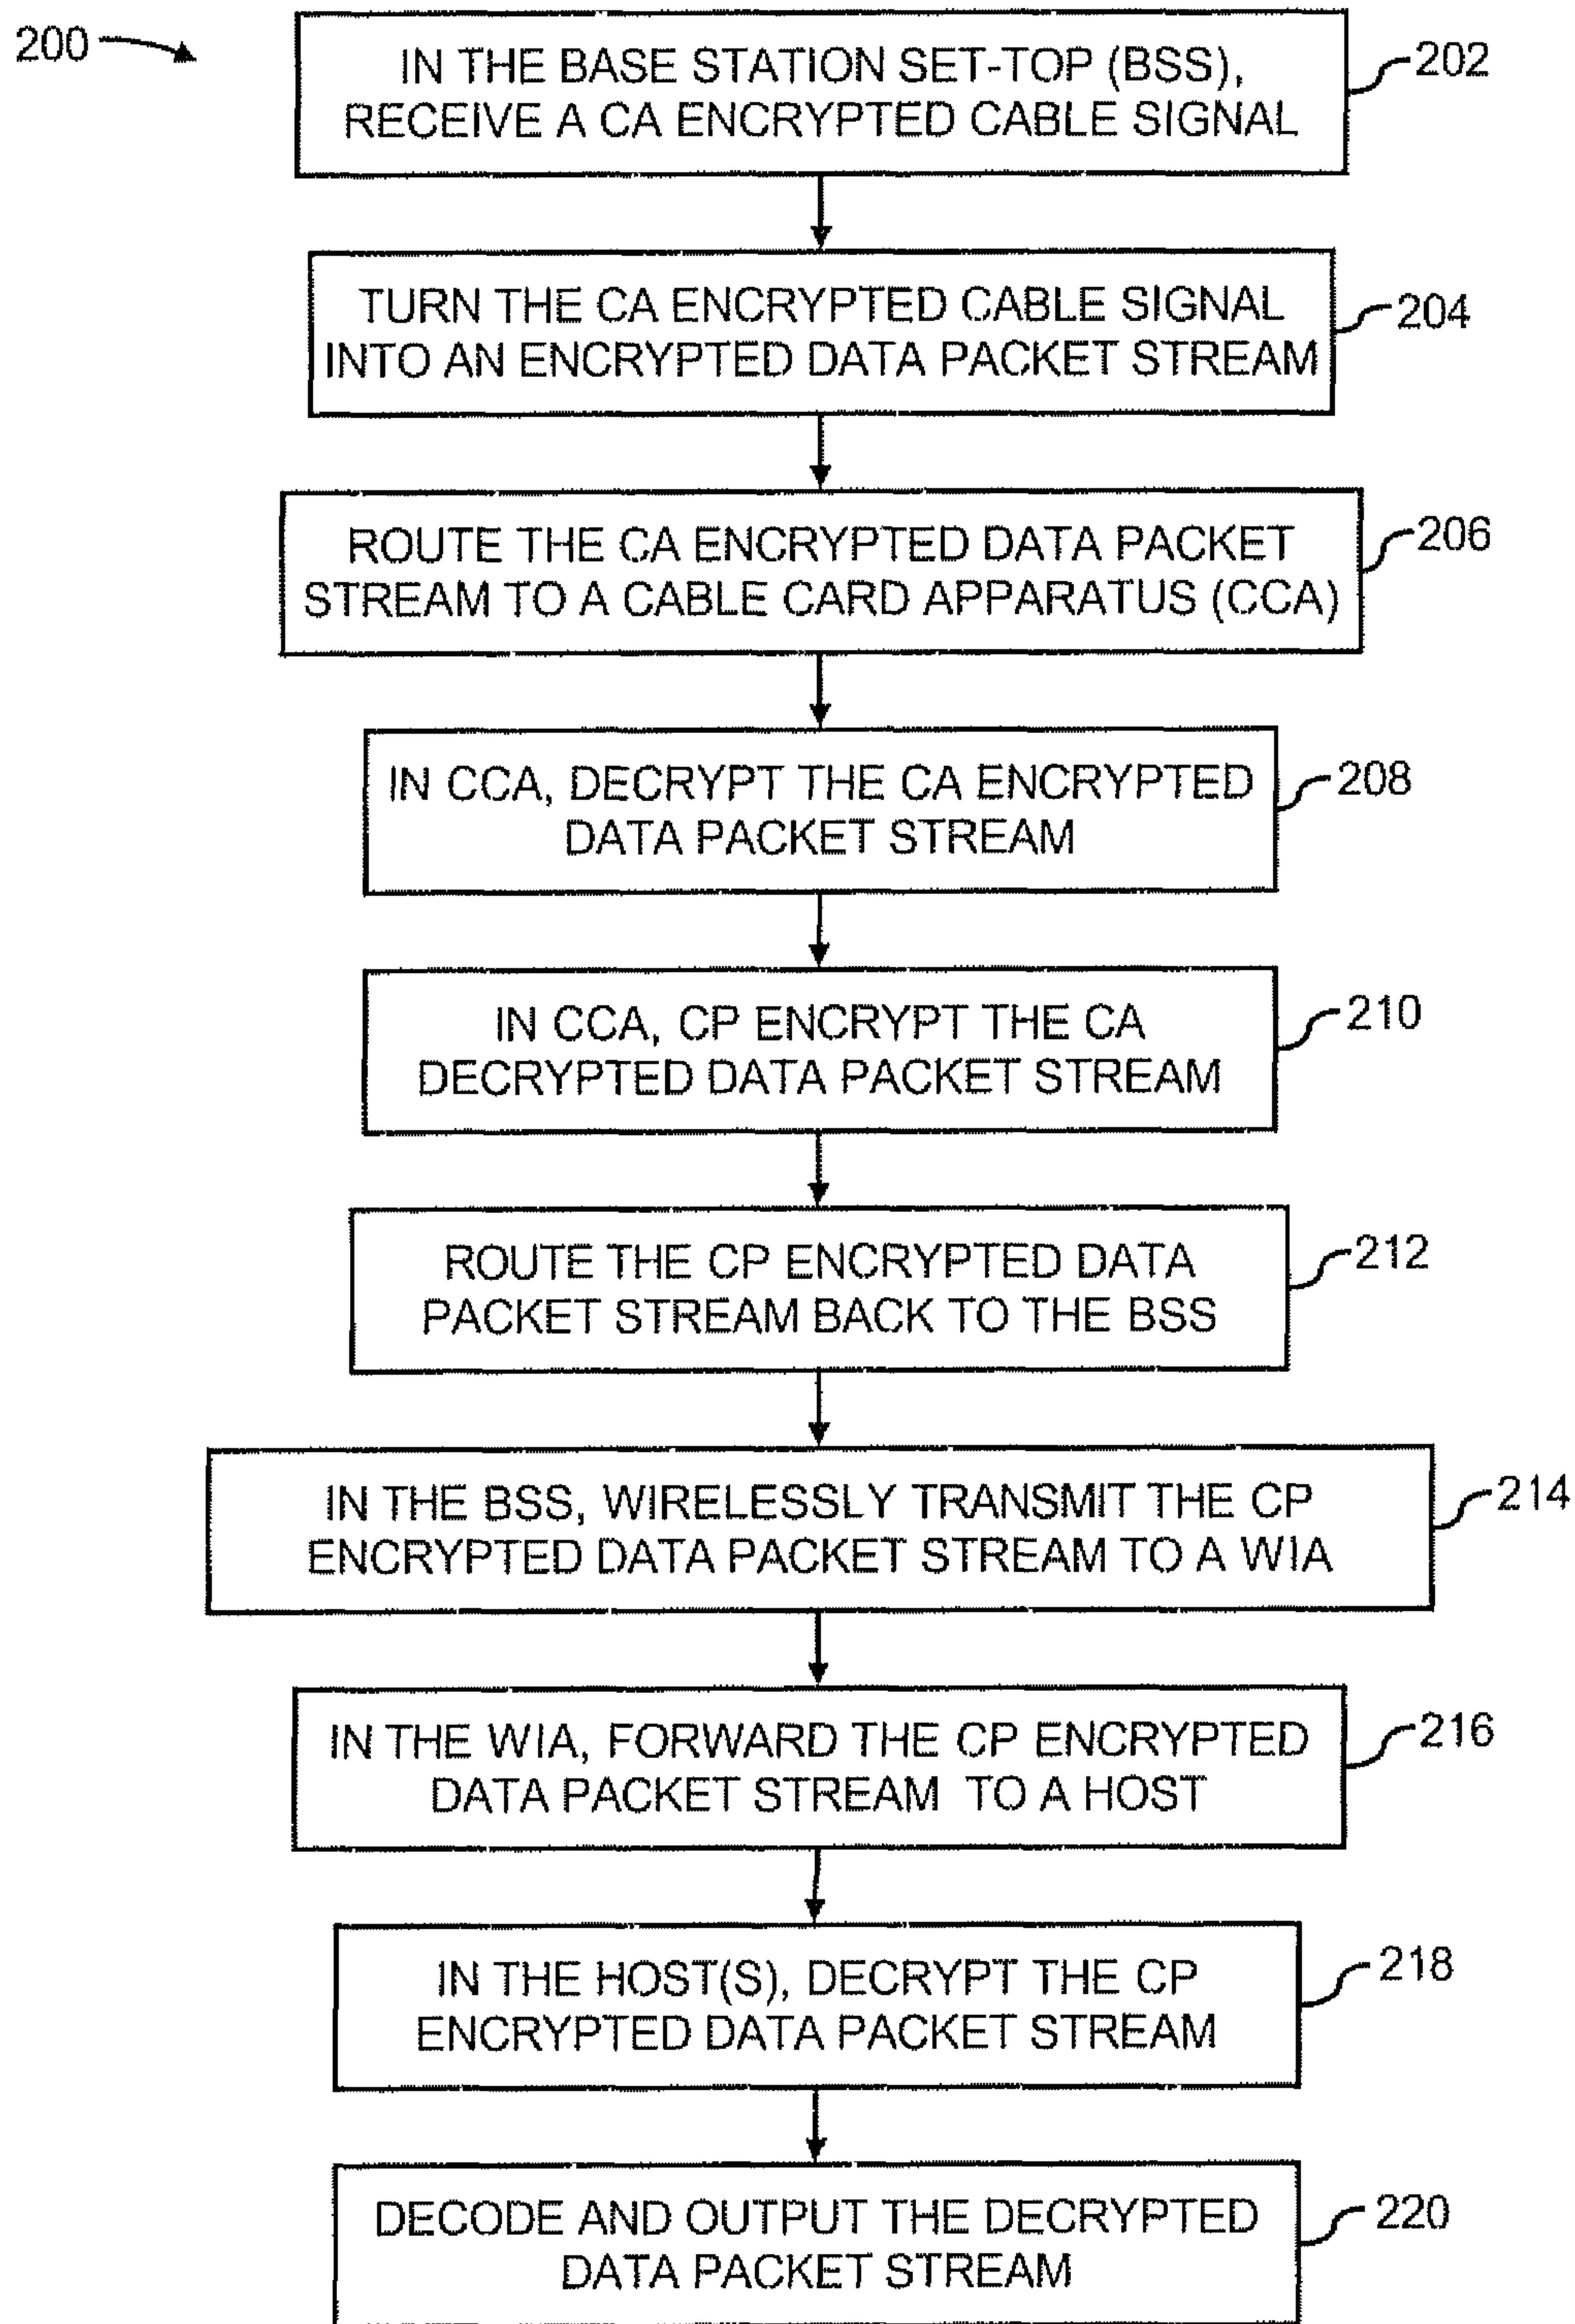 200
IN THE BASE STATION SET-TOP (BSS),
RECEIVE A CA ENCRYPTED CABLE SIGNAL
202
TURN THE CA ENCRYPTED CABLE SIGNAL
INTO AN ENCRYPTED DATA PACKET STREAM
204
ROUTE THE CA ENCRYPTED DATA PACKET
STREAM TO A CABLE CARD APPARATUS (CCA)
206
IN CCA, DECRYPT THE CA ENCRYPTED
DATA PACKET STREAM
208
IN CCA, CP ENCRYPT THE CA
DECRYPTED DATA PACKET STREAM
210
ROUTE THE CP ENCRYPTED DATA
PACKET STREAM BACK TO THE BSS
212
IN THE BSS, WIRELESSLY TRANSMIT THE CP
ENCRYPTED DATA PACKET STREAM TO A WIA
214
IN THE WIA, FORWARD THE CP ENCRYPTED
DATA PACKET STREAM TO A HOST
216
IN THE HOST(S), DECRYPT THE CP
ENCRYPTED DATA PACKET STREAM
218
DECODE AND OUTPUT THE DECRYPTED
DATA PACKET STREAM
220